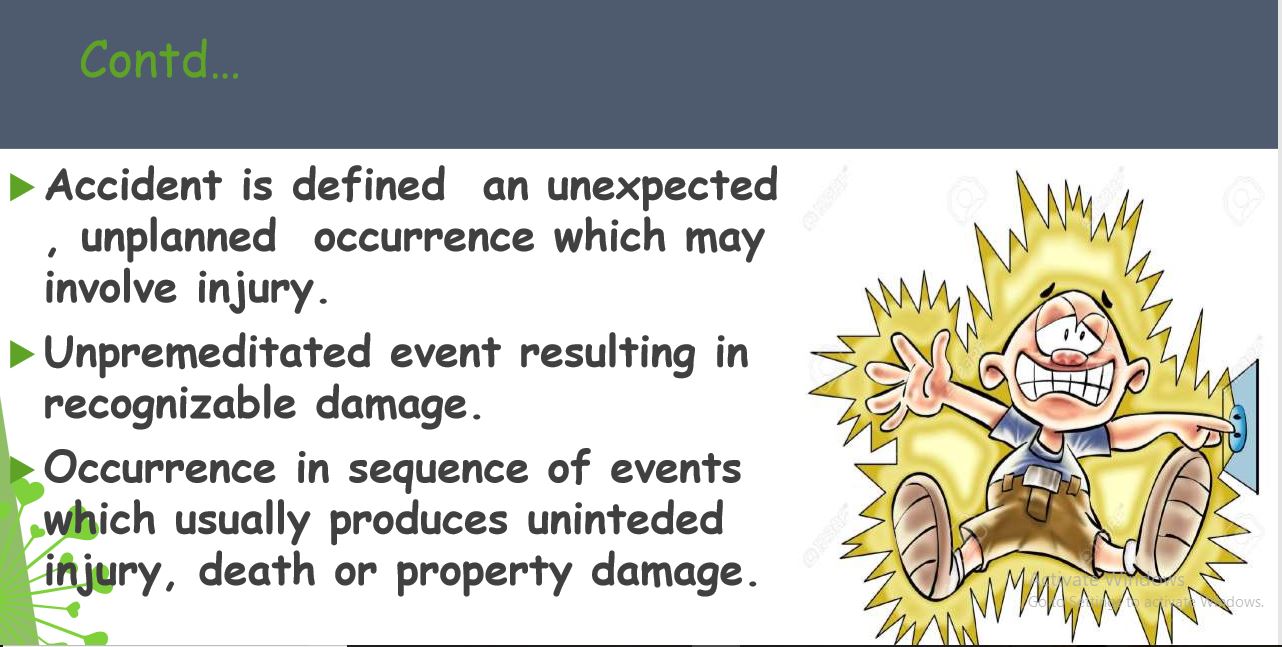 Contd...
Accident is defined an unexpected
, unplanned occurrence which may
involve injury.
Unpremeditated event resulting in
recognizable damage.
Occurrence in sequence of events
which usually produces uninteded
injury, death or property damage.
Activate Windows
Go to Settings to activate Windows.